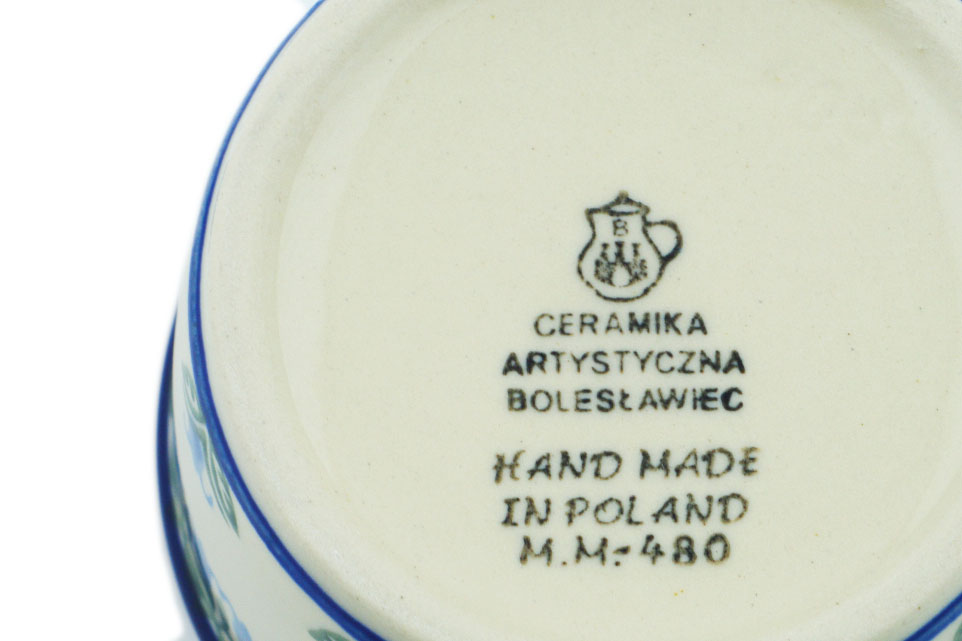 B
CERAMIKA
ARTYSTYCZNA
BOLESŁAWIEC
HAND MADE
IN POLAND
M.M.-480